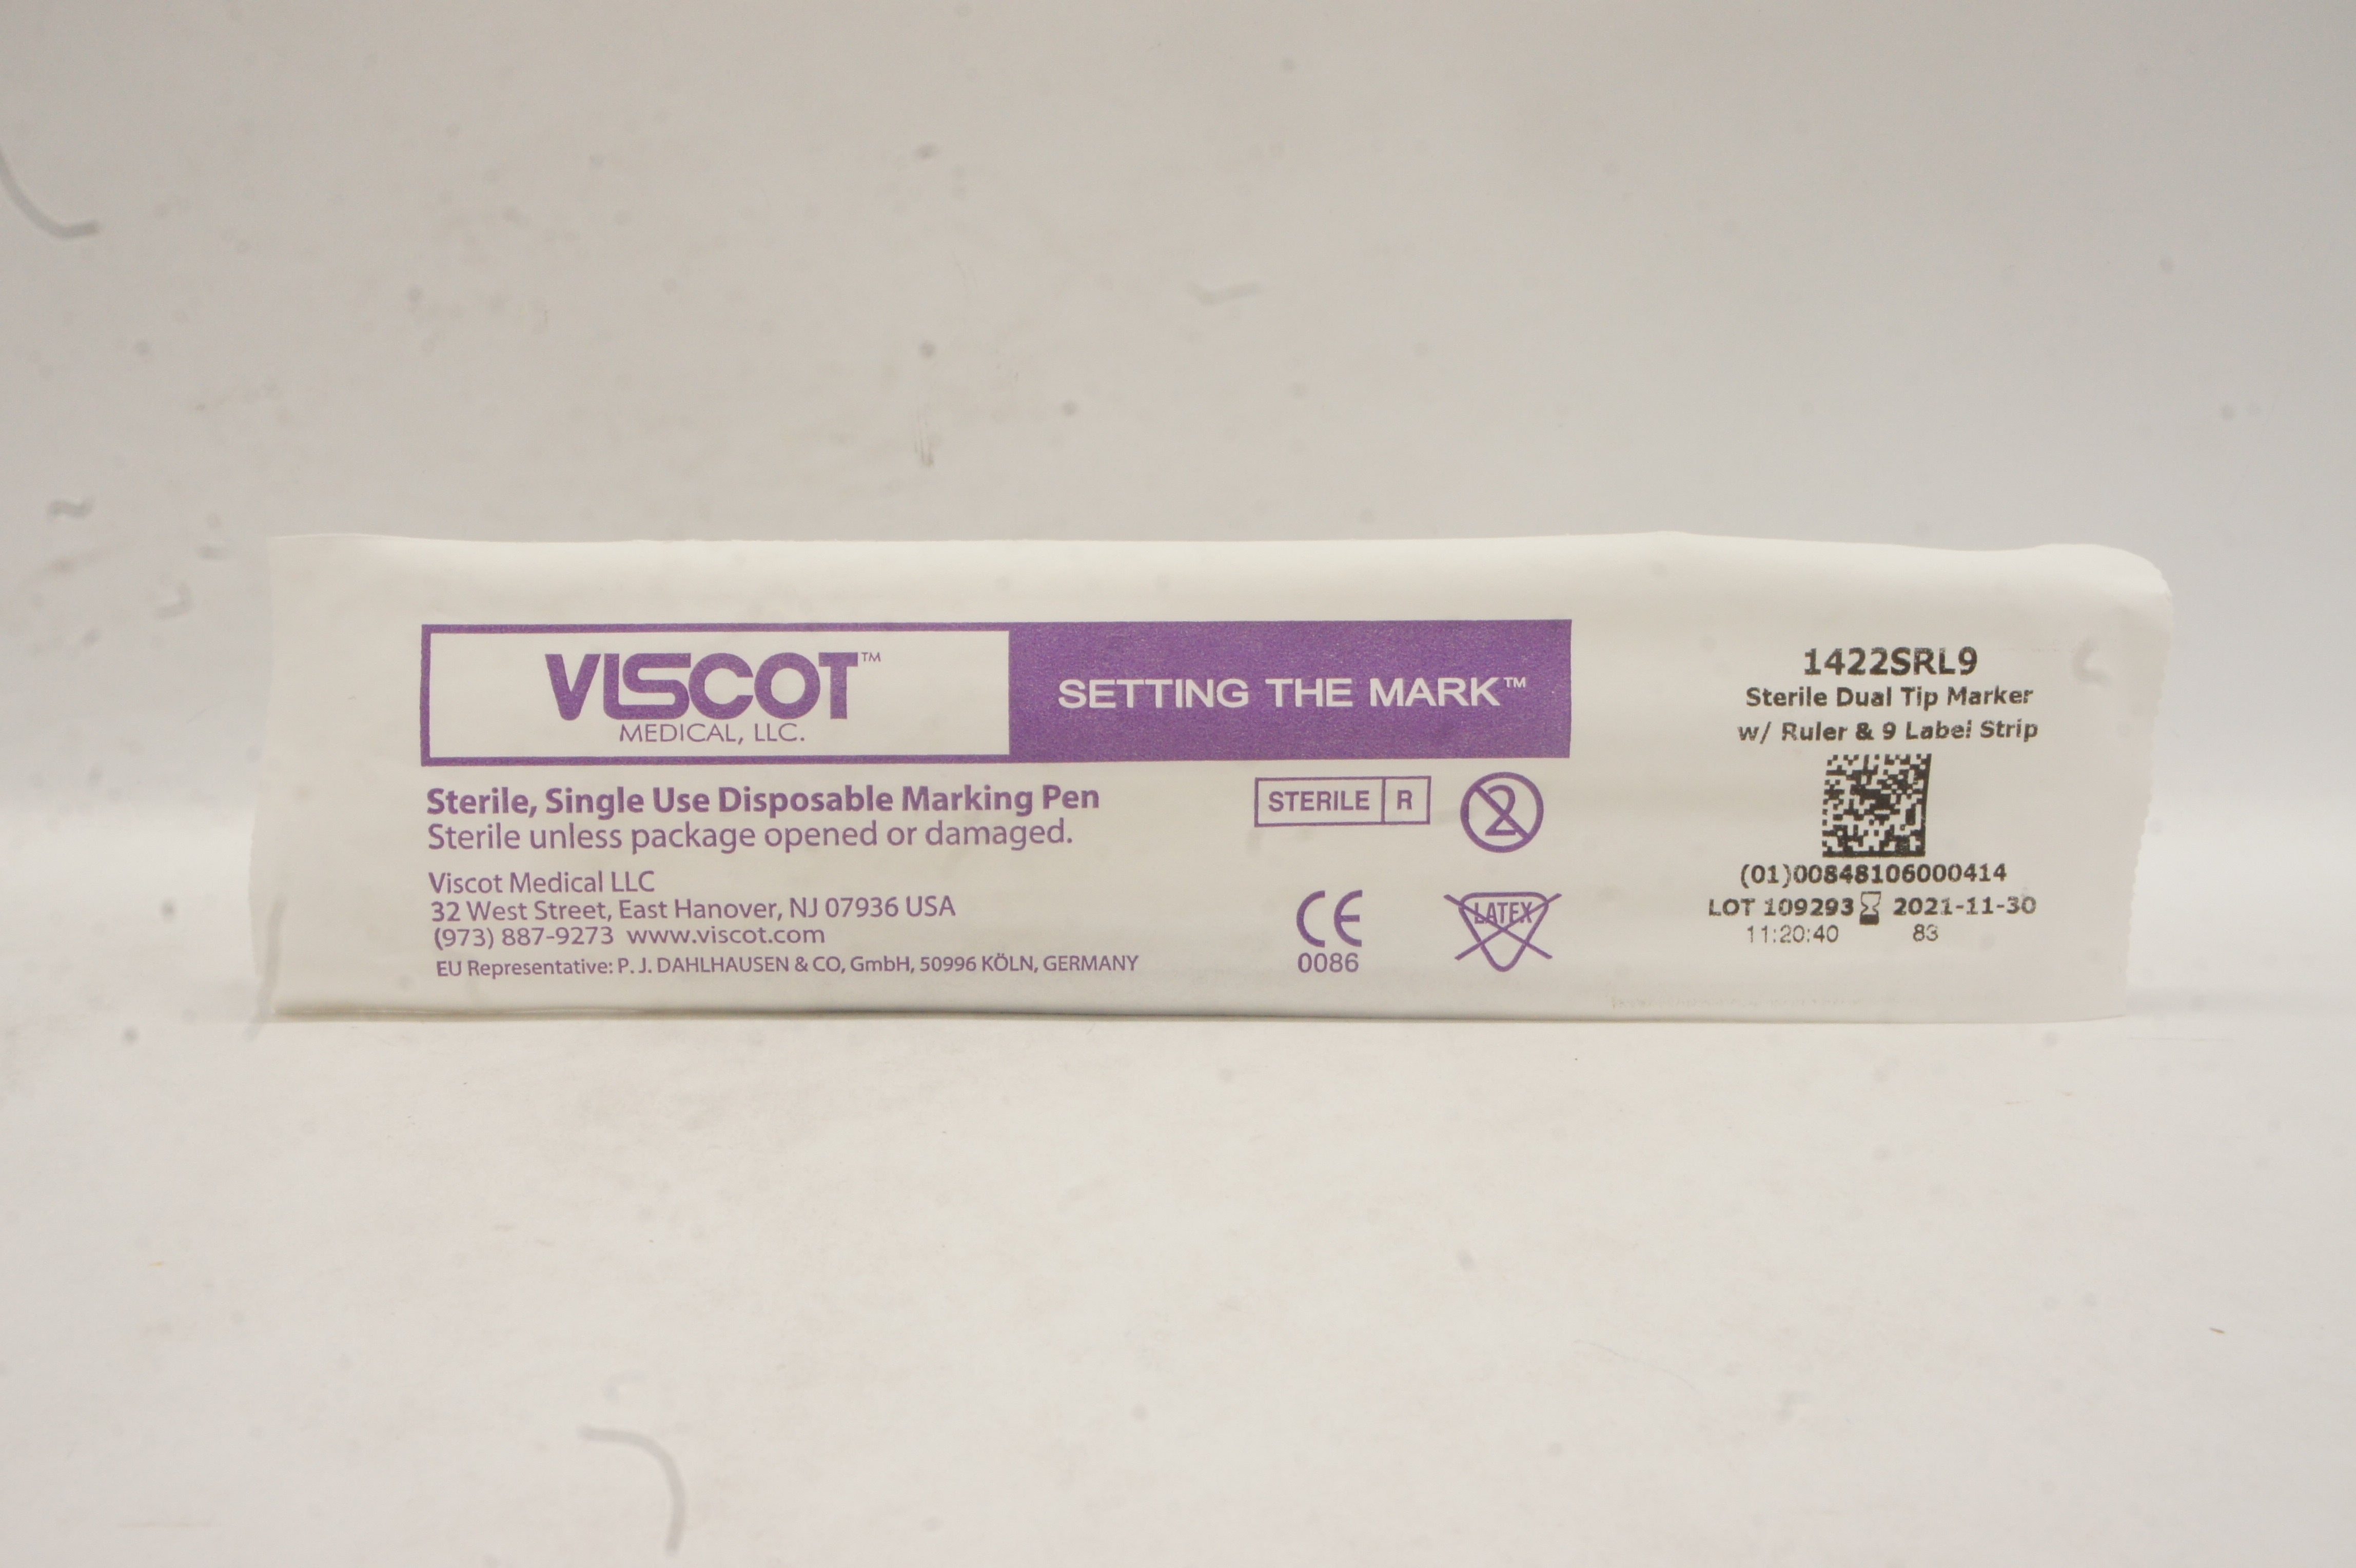 VISCOT™
MEDICAL, LLC.
SETTING THE MARK™
Sterile, Single Use Disposable Marking Pen
Sterile unless package opened or damaged.
Viscot Medical LLC
32 West Street, East Hanover, NJ 07936 USA
(973) 887-9273 www.viscot.com
EU Representative: P. J. DAHLHAUSEN & CO, GmbH, 50996 KÖLN, GERMANY
STERILE R
2
CE
0086
LATEX
1422SRL9
Sterile Dual Tip Marker
w/ Ruler & 9 Label Strip
(01)00848106000414
LOT 109293 2021-11-30
11:20:40 83